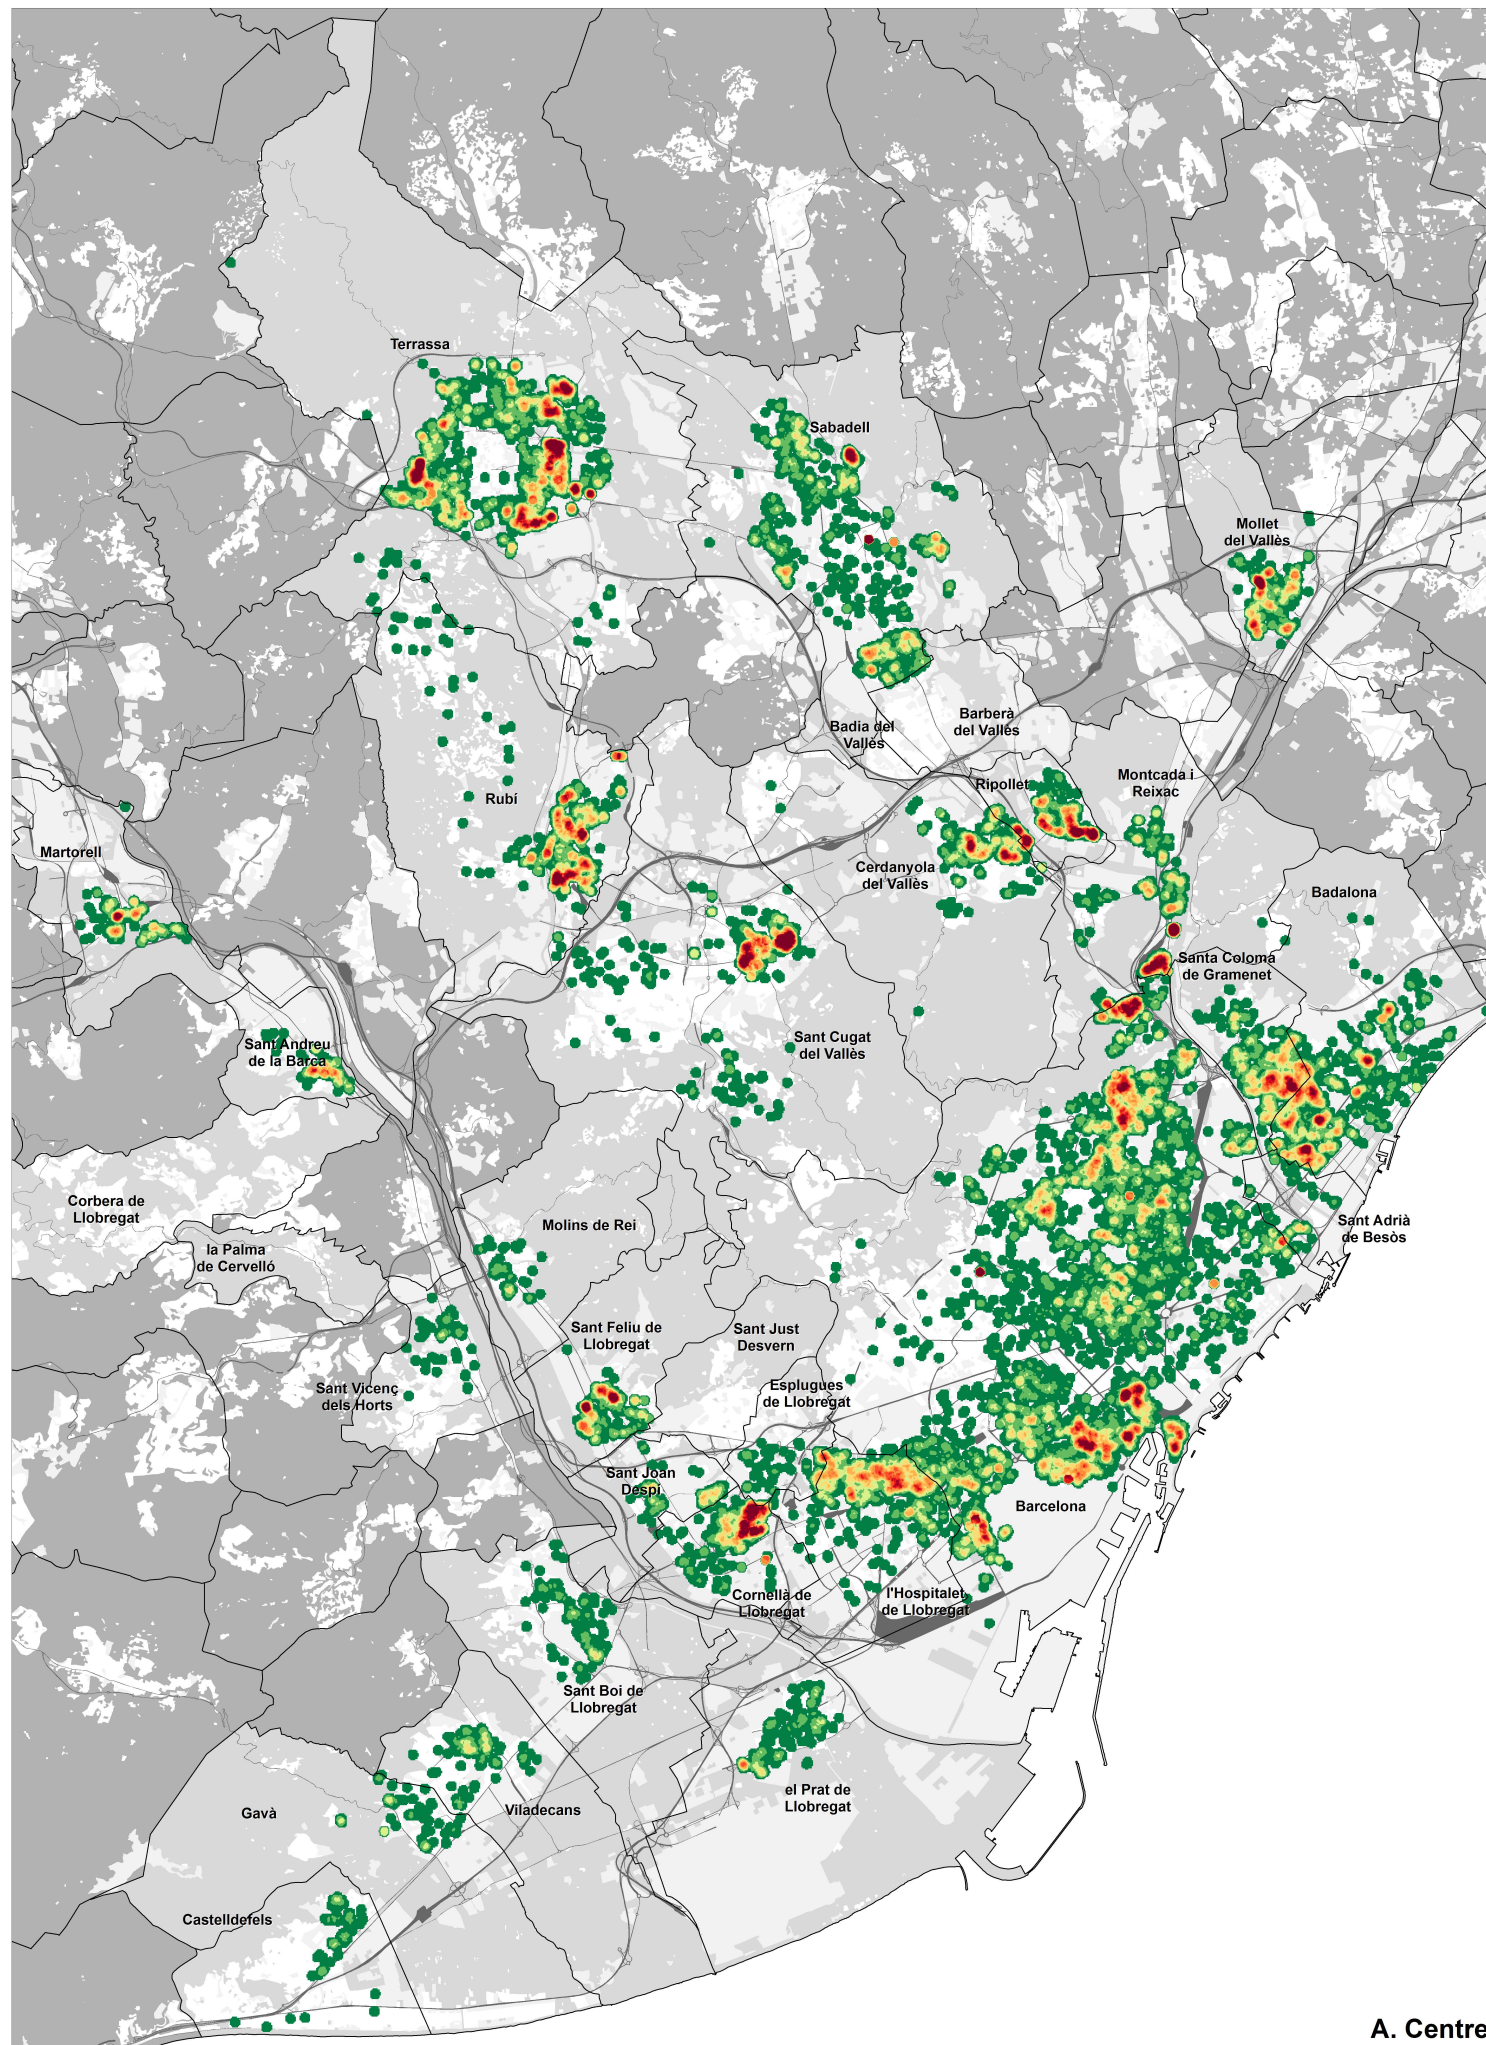 Terrassa
Sabadell
Mollet
del Vallès
Badia del
Vallès
Barberà
del Vallès
Ripollet
Montcada i
Reixac
Rubí
Martorell
Cerdanyola
del Vallès
Badalona
Santa Coloma
de Gramenet
Sant Andreu
de la Barca
Sant Cugat
del Vallès
Corbera de
Llobregat
la Palma
de Cervelló
Molins de Rei
Sant Adrià
de Besòs
Sant Feliu de
Llobregat
Sant Just
Desvern
Sant Vicenç
dels Horts
Esplugues
de Llobregat
Sant Joan
Despí
Barcelona
Cornellà de
Llobregat
l'Hospitalet
de Llobregat
Sant Boi de
Llobregat
el Prat de
Llobregat
Viladecans
Gavà
Castelldefels
A. Centre